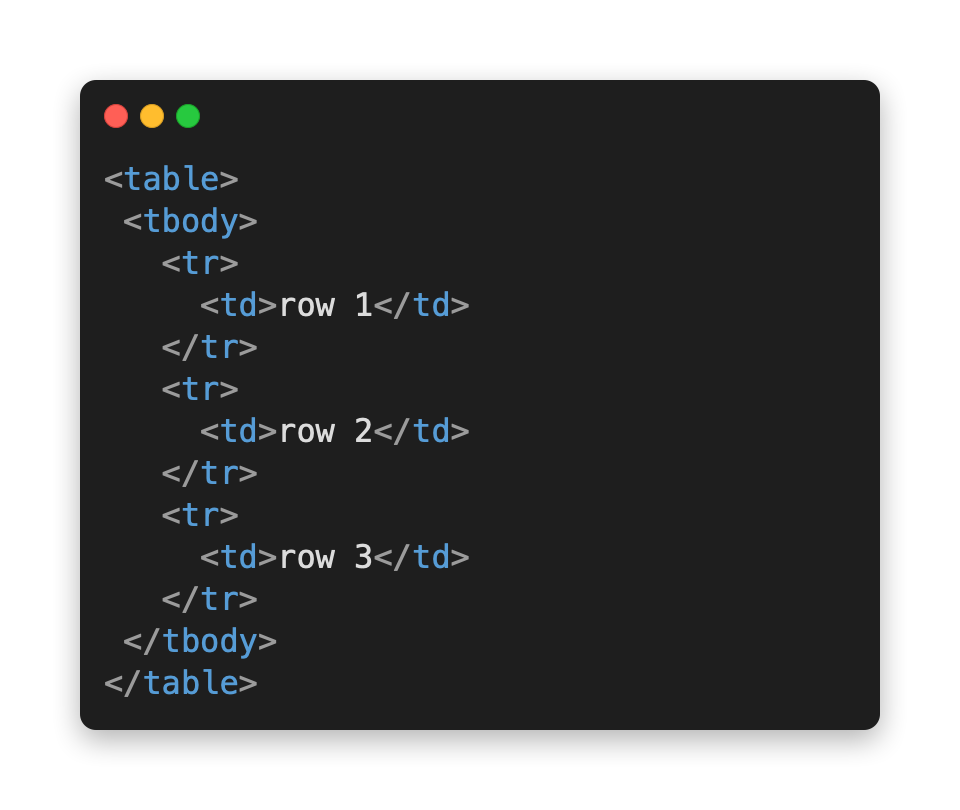 <table>
 <tbody>
   <tr>
     <td>row 1</td>
   </tr>
   <tr>
     <td>row 2</td>
   </tr>
   <tr>
     <td>row 3</td>
   </tr>
 </tbody>
</table>